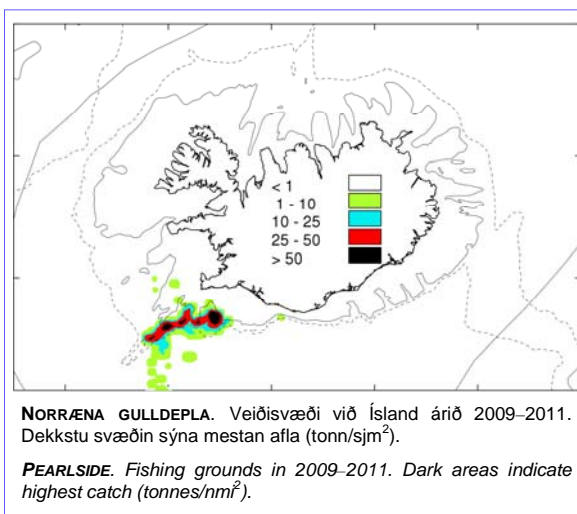 < 1
1 - 10
10 - 25
25 - 50
> 50
NORRÆNA GULLDEPLA. Veiðisvæði við Ísland árið 2009–2011.
Dekkstu svæðin sýna mestan afla (tonn/sjm²).
PEARLSIDE. Fishing grounds in 2009–2011. Dark areas indicate
highest catch (tonnes/nmi²).